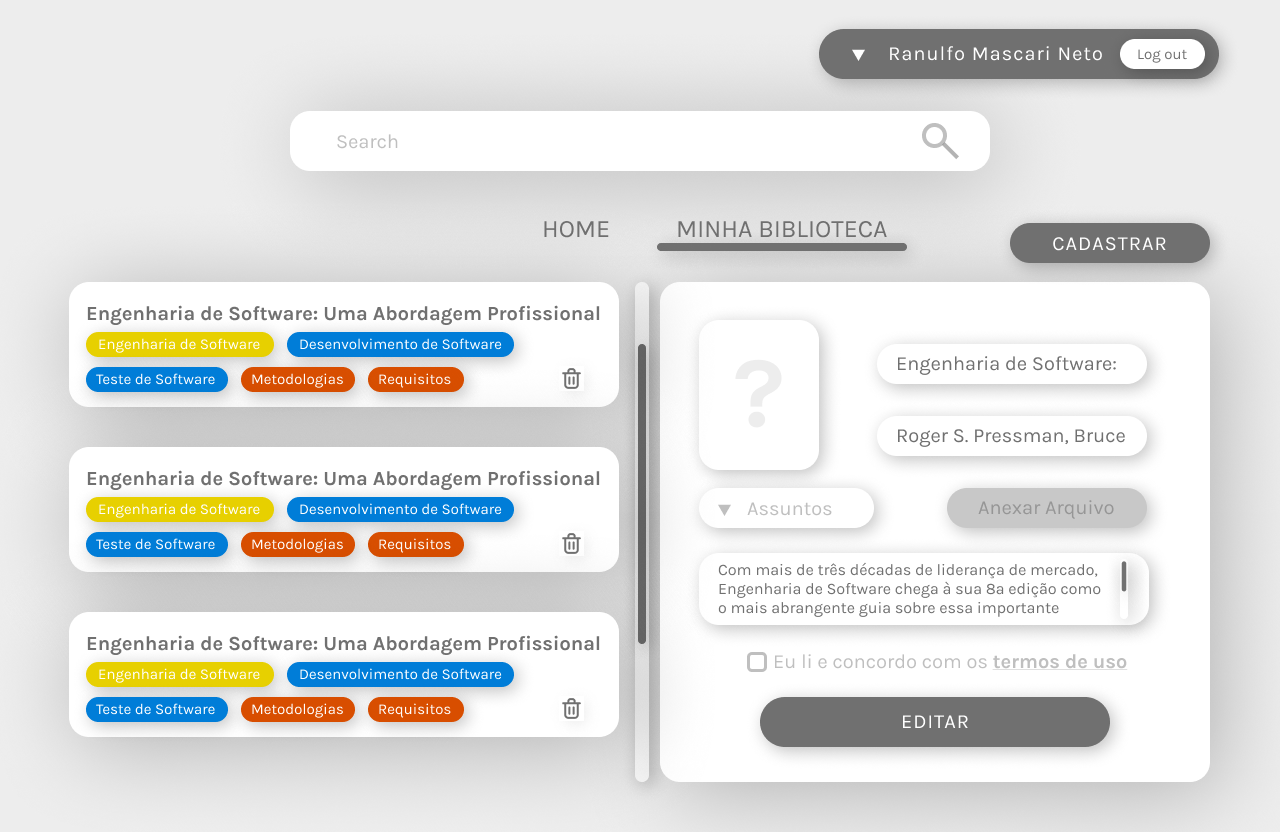 Ranulfo Mascari Neto
Log out
Search
HOME
MINHA BIBLIOTECA
CADASTRAR
Engenharia de Software: Uma Abordagem Profissional
Engenharia de Software
Desenvolvimento de Software
Teste de Software
Metodologias
Requisitos
Engenharia de Software: Uma Abordagem Profissional
Engenharia de Software
Desenvolvimento de Software
Teste de Software
Metodologias
Requisitos
Engenharia de Software: Uma Abordagem Profissional
Engenharia de Software
Desenvolvimento de Software
Teste de Software
Metodologias
Requisitos
?
Engenharia de Software:
Roger S. Pressman, Bruce
Assuntos
Anexar Arquivo
Com mais de três décadas de liderança de mercado,
Engenharia de Software chega à sua 8a edição como
o mais abrangente guia sobre essa importante
Eu li e concordo com os termos de uso
EDITAR